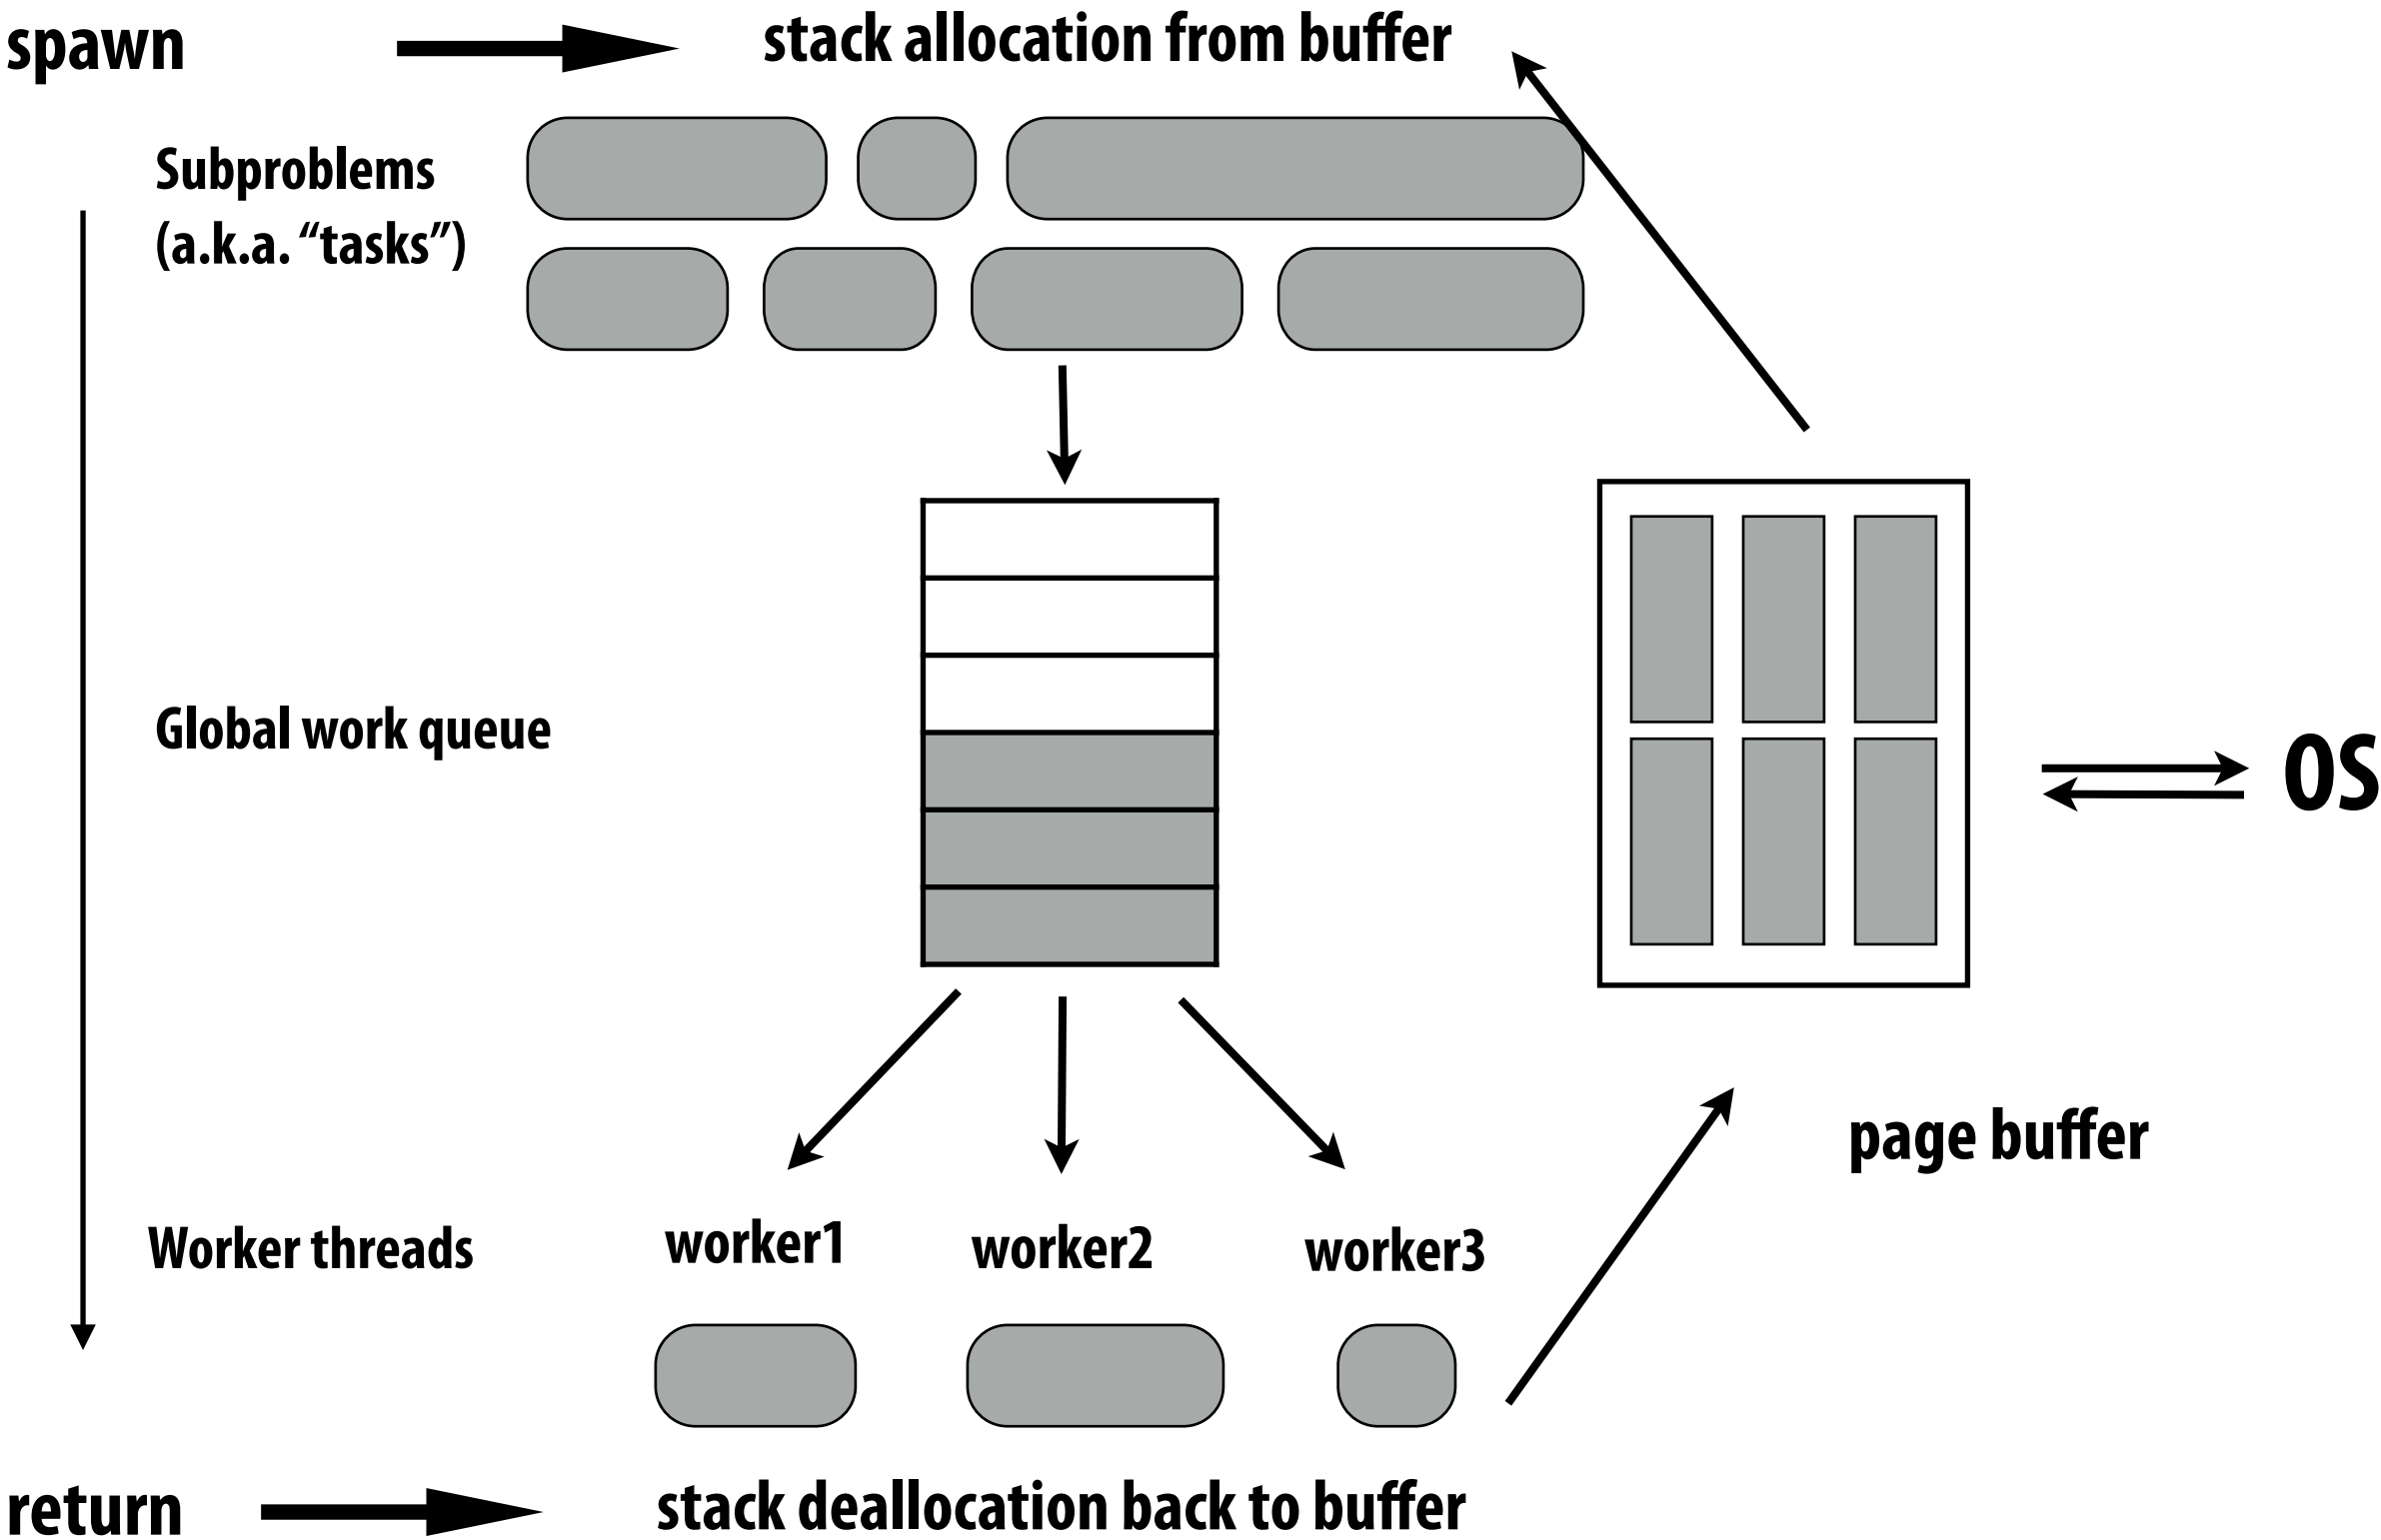 spawn
stack allocation from buffer
Subproblems
(a.k.a. “tasks”)
Global work queue
OS
page buffer
Worker threads
worker1
worker2
worker3
return
stack deallocation back to buffer